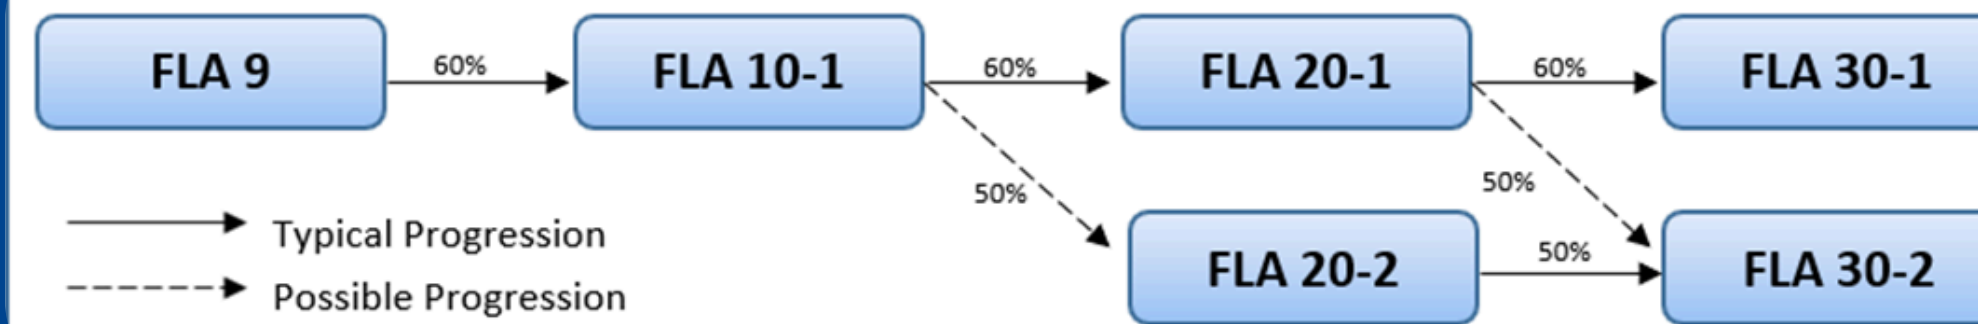 FLA 9
60%
FLA 10-1
60%
FLA 20-1
60%
FLA 30-1
50%
50%
Typical Progression
Possible Progression
FLA 20-2
50%
FLA 30-2